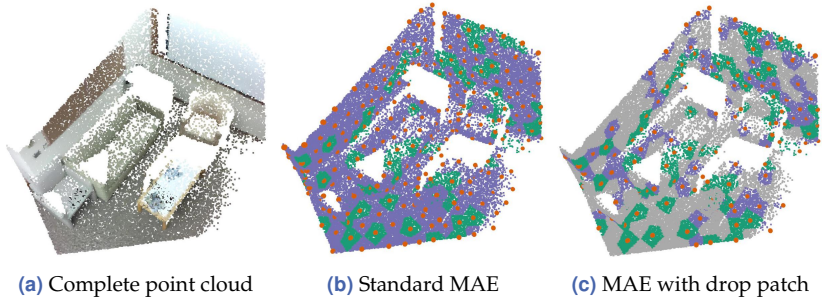 (a) Complete point cloud
(b) Standard MAE
(c) MAE with drop patch